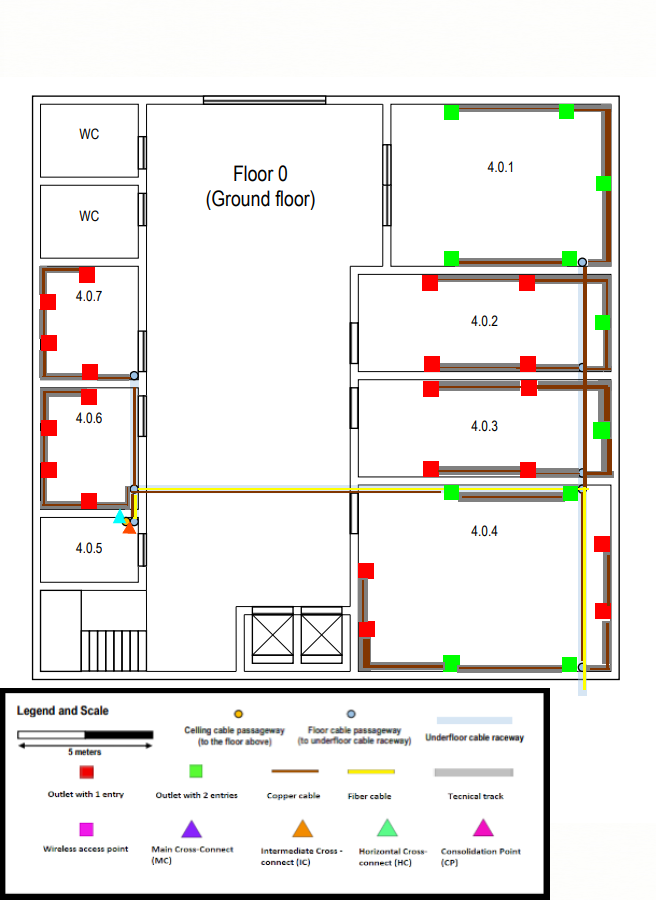 WC
WC
Floor 0
(Ground floor)
4.0.1
4.0.7
4.0.2
4.0.6
4.0.3
4.0.5
4.0.4
Legend and Scale
5 meters
Celling cable passageway
(to the floor above)
Floor cable passageway
(to underfloor cable raceway)
Underfloor cable raceway
Outlet with 1 entry
Outlet with 2 entries
Copper cable
Fiber cable
Tecnical track
Wireless access point
Main Cross-Connect
(MC)
Intermediate Cross -
connect (IC)
Horizontal Cross-
connect (HC)
Consolidation Point
(CP)